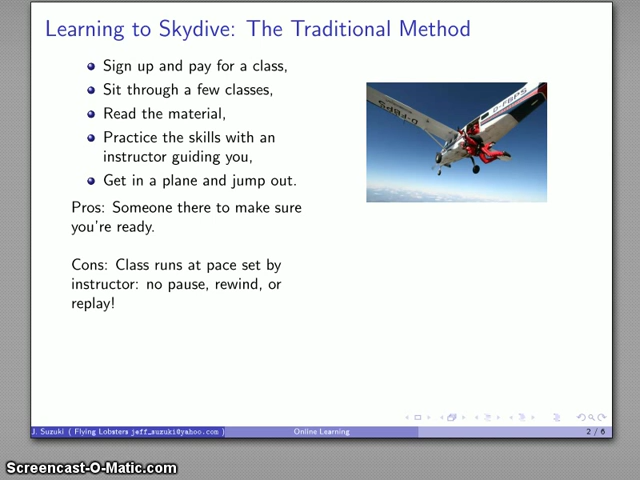 Learning to Skydive: The Traditional Method
Sign up and pay for a class,
Sit through a few classes,
Read the material,
Practice the skills with an
instructor guiding you,
Get in a plane and jump out.
Pros: Someone there to make sure
you're ready.
Cons: Class runs at pace set by
instructor: no pause, rewind, or
replay!
J. Suzuki ( Flying Lobsters jeff_suzuki@yahoo.com )
Online Learning
2 / 6
Screencast-O-Matic.com